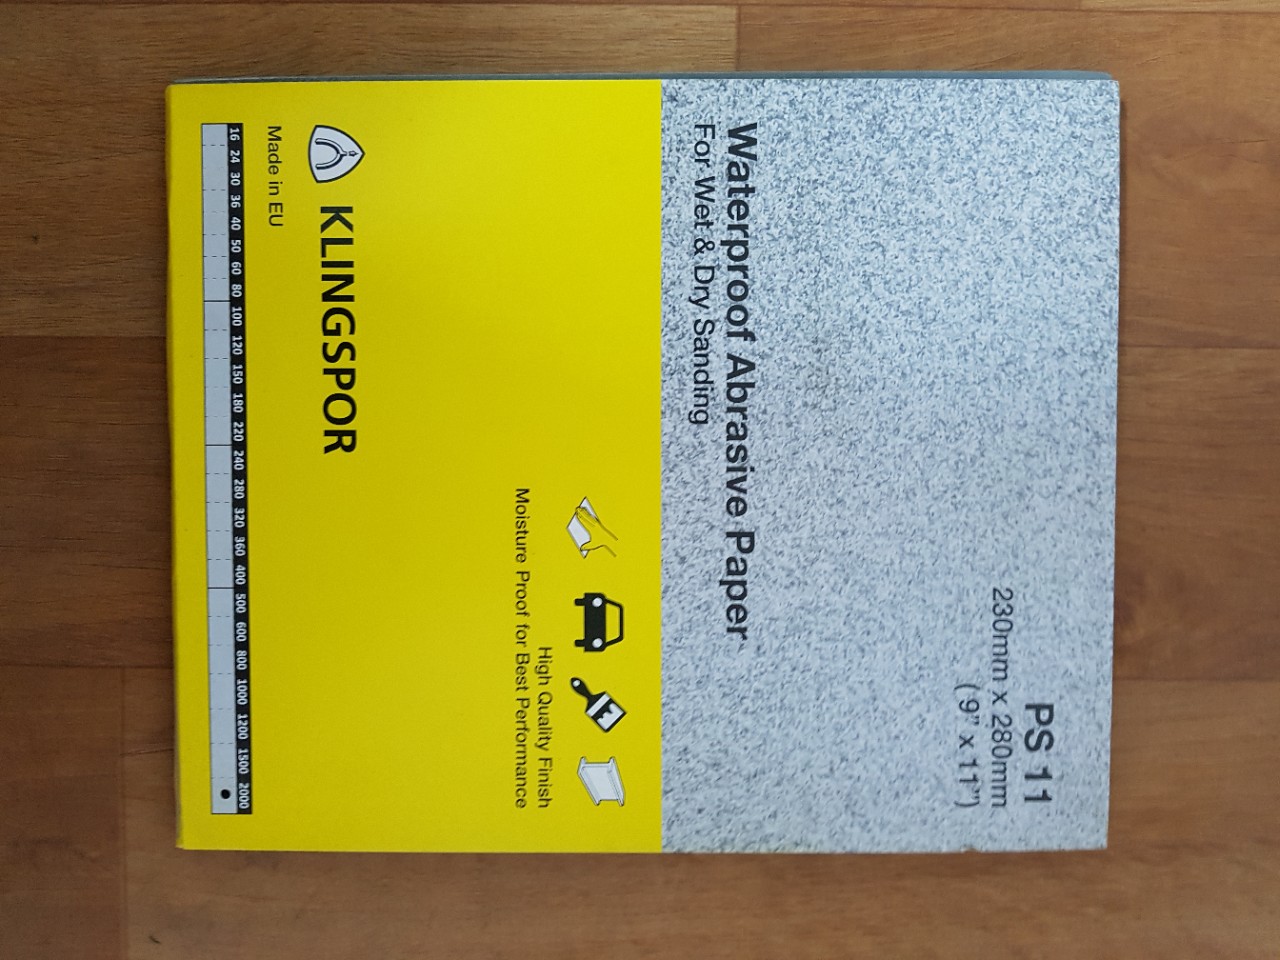 PS 11
230mm x 280mm
( 9" x 11")
Waterproof Abrasive Paper
For Wet & Dry Sanding
High Quality Finish
Moisture Proof for Best Performance
KLINGSPOR
Made in EU
16 24 30 36 40 50 60 80 100 120 150 180 220 240 280 320 360 400 500 600 800 1000 1200 1500 2000